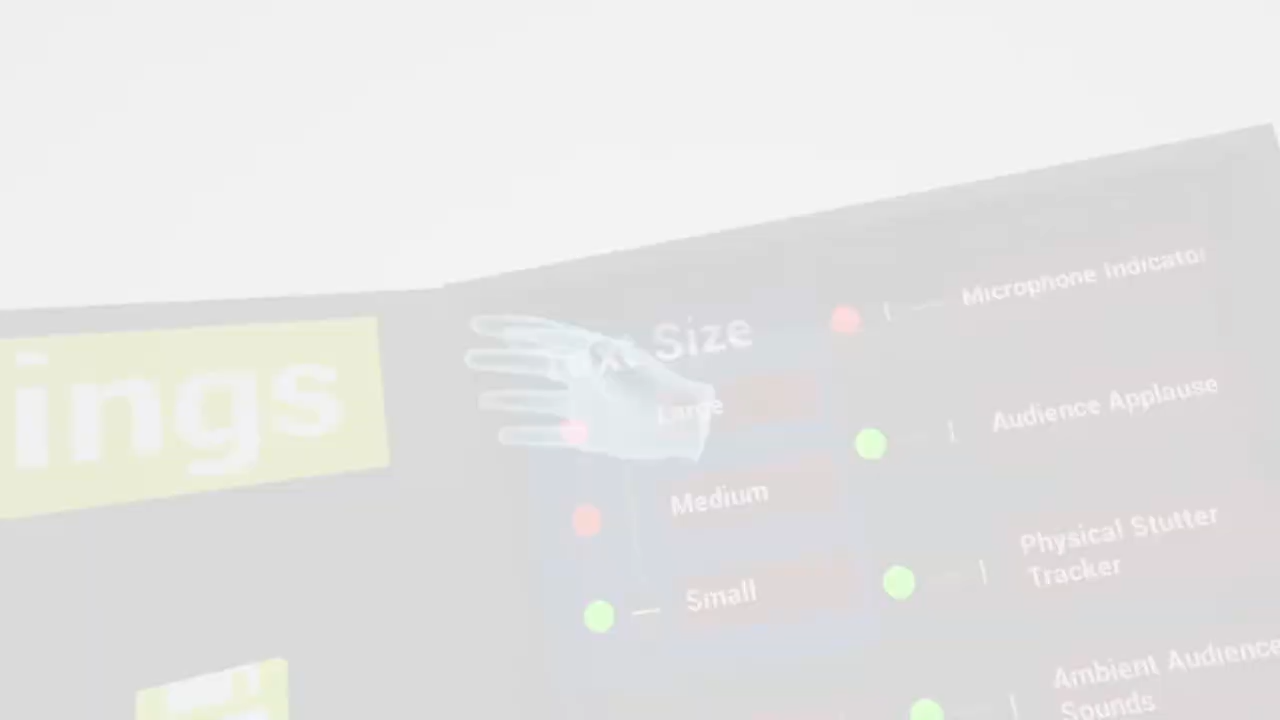 ings
Text Size
Large
Medium
Small
Microphone Indicator
Audience Applause
Physical Stutter
Tracker
Ambient Audience
Sounds